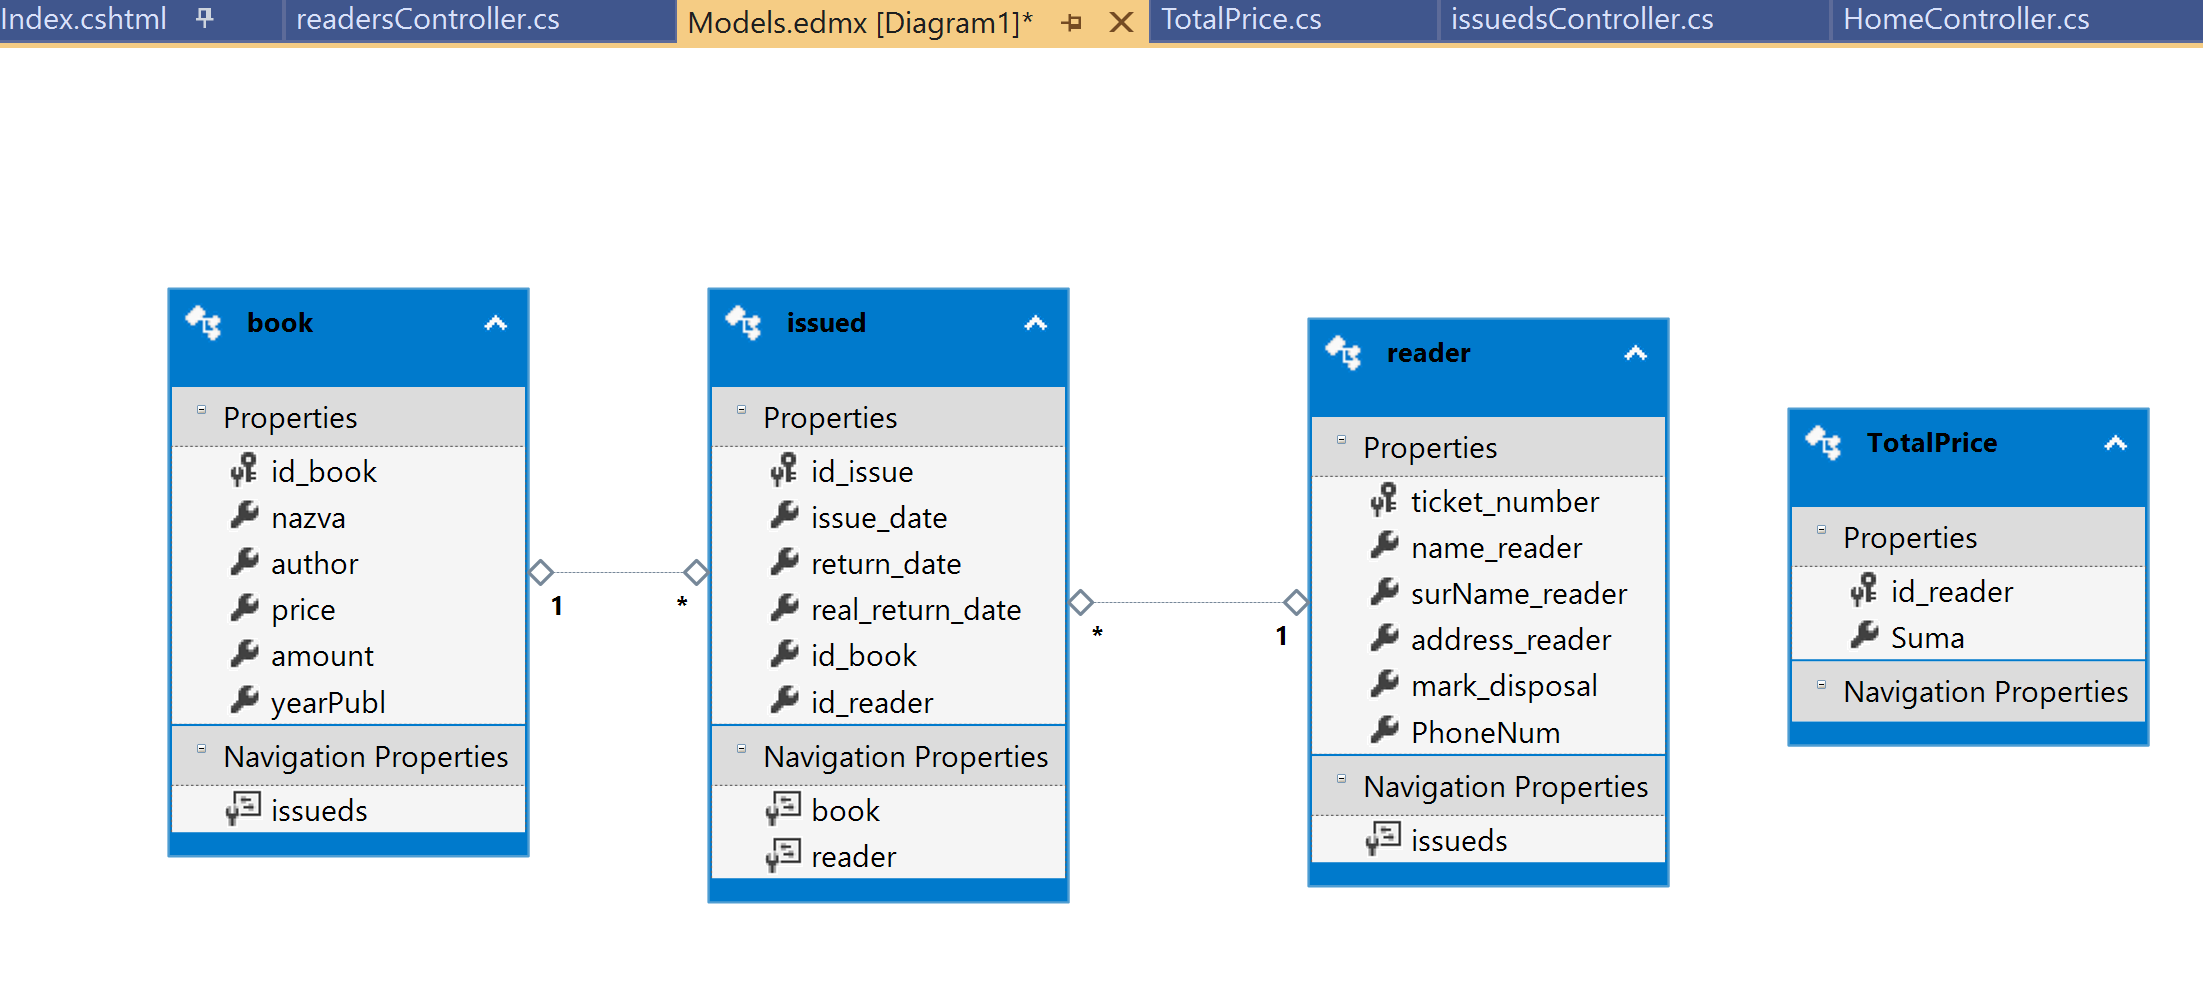 Index.cshtml
readersController.cs
Models.edmx [Diagram1]*
TotalPrice.cs
issuedsController.cs
HomeController.cs
book
Properties
id_book
nazva
author
price
amount
yearPubl
Navigation Properties
issueds
1
*
issued
Properties
id_issue
issue_date
return_date
real_return_date
id_book
id_reader
Navigation Properties
book
reader
*
1
reader
Properties
ticket_number
name_reader
surName_reader
address_reader
mark_disposal
PhoneNum
Navigation Properties
issueds
TotalPrice
Properties
id_reader
Suma
Navigation Properties